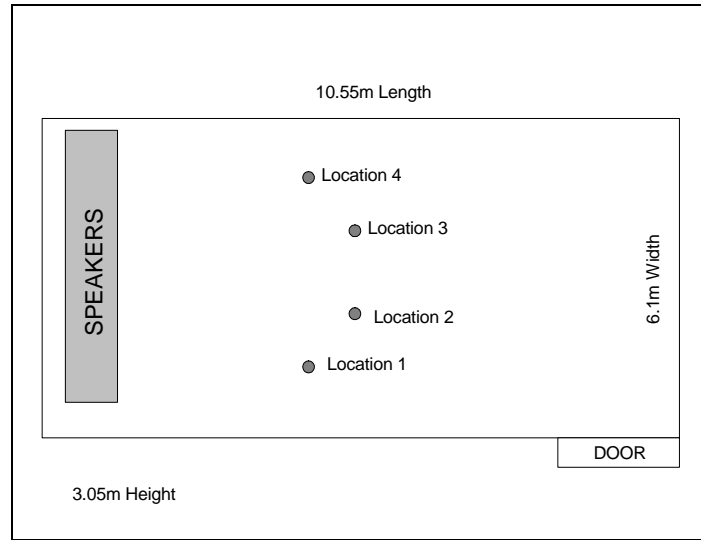 10.55m Length
Location 4
Location 3
SPEAKERS
6.1m Width
Location 2
Location 1
DOOR
3.05m Height